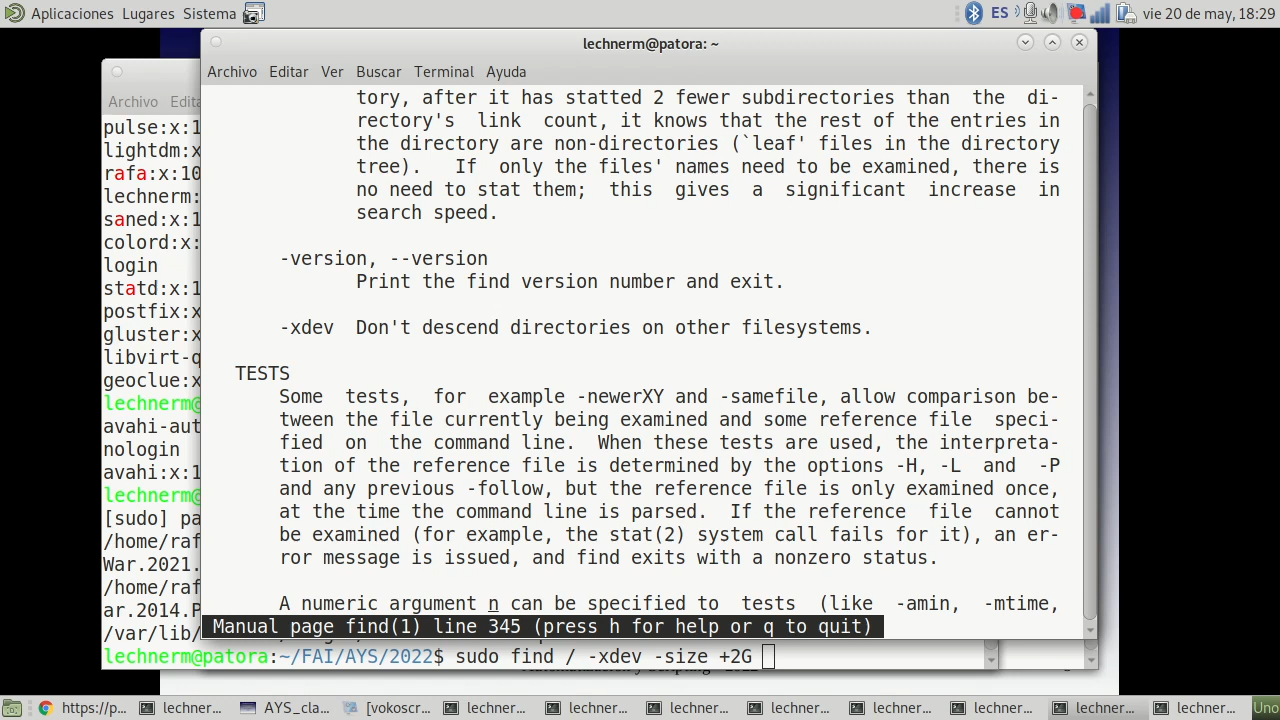 Aplicaciones Lugares Sistema
ES
vie 20 de may, 18:29
lechnerm@patora: ~
Archivo Editar Ver Buscar Terminal Ayuda
tory, after it has statted 2 fewer subdirectories than the di-
rectory's link count, it knows that the rest of the entries in
the directory are non-directories (`leaf' files in the directory
tree). If only the files' names need to be examined, there is
no need to stat them; this gives a significant increase in
search speed.
-version, --version
Print the find version number and exit.
-xdev Don't descend directories on other filesystems.
TESTS
Some tests, for example -newerXY and -samefile, allow comparison be-
tween the file currently being examined and some reference file speci-
fied on the command line. When these tests are used, the interpreta-
tion of the reference file is determined by the options -H, -L and -P
and any previous -follow, but the reference file is only examined once,
at the time the command line is parsed. If the reference file cannot
be examined (for example, the stat(2) system call fails for it), an er-
ror message is issued, and find exits with a nonzero status.
A numeric argument n can be specified to tests (like -amin, -mtime,
Manual page find(1) line 345 (press h for help or q to quit)
Archivo Edita
pulse:x:1
lightdm:x
rafa:x:10
lechnerm:
saned:x:1
colord:x:
login
statd:x:1
postfix:x
gluster:x
libvirt-q
geoclue:x
lechnerm@
avahi-aut
nologin
avahi:x:1
lechnerm@
[sudo] pa
/home/raf
War.2021.
/home/raf
ar.2014.P
/var/lib/
lechnerm@patora:~/FAI/AYS/2022$ sudo find / -xdev -size +2G
https://p... lechner... AYS_cla... [vokoscr... lechner... lechner... lechner... lechner... lechner... lechner... lechner... lechner... Uno